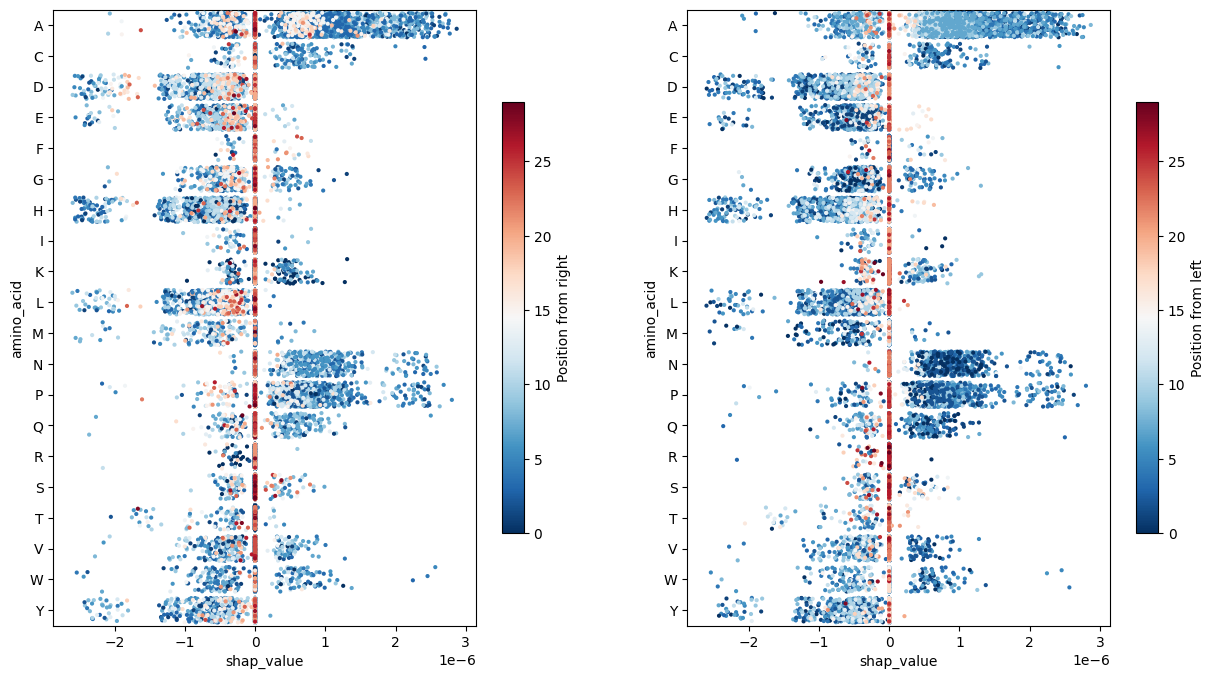 A
C
D
E
F
G
H
I
K
L
M
N
P
Q
R
S
T
V
W
Y
amino_acid
−2
−1
0
1
2
3
1e−6
shap_value
25
20
15
10
5
0
Position from right
A
C
D
E
F
G
H
I
K
L
M
N
P
Q
R
S
T
V
W
Y
amino_acid
−2
−1
0
1
2
3
1e−6
shap_value
25
20
15
10
5
0
Position from left